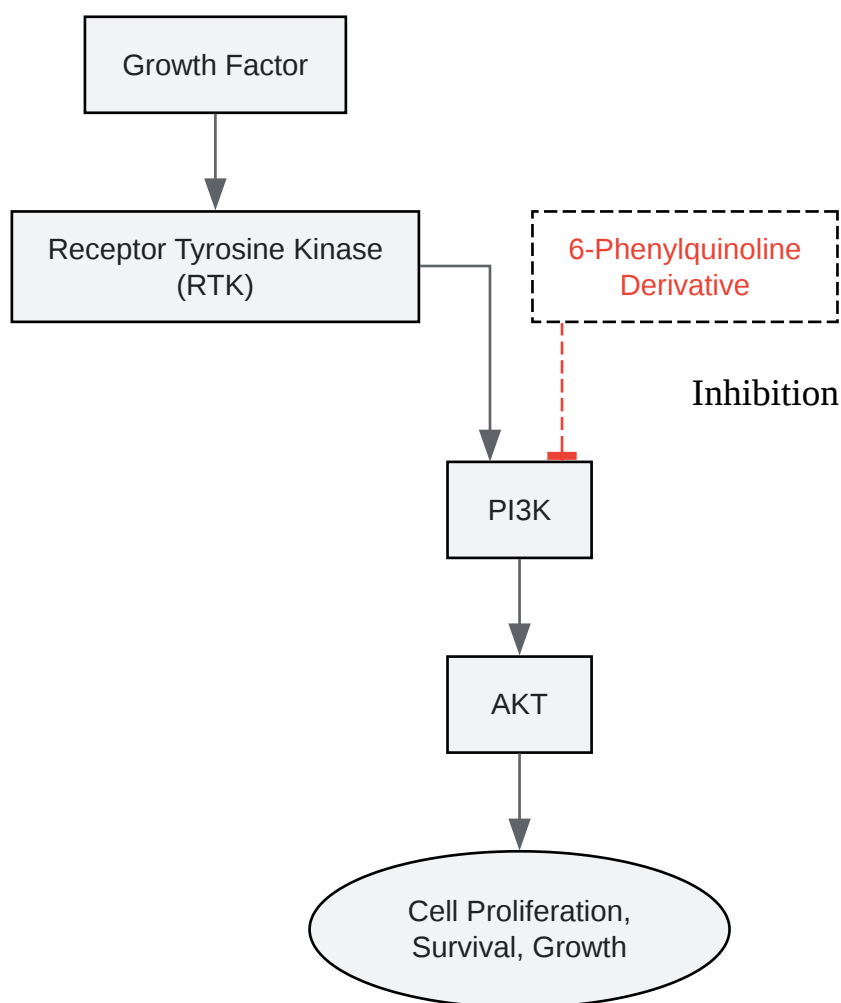 Growth Factor
Receptor Tyrosine Kinase
(RTK)
6-Phenylquinoline
Derivative
Inhibition
PI3K
AKT
Cell Proliferation,
Survival, Growth